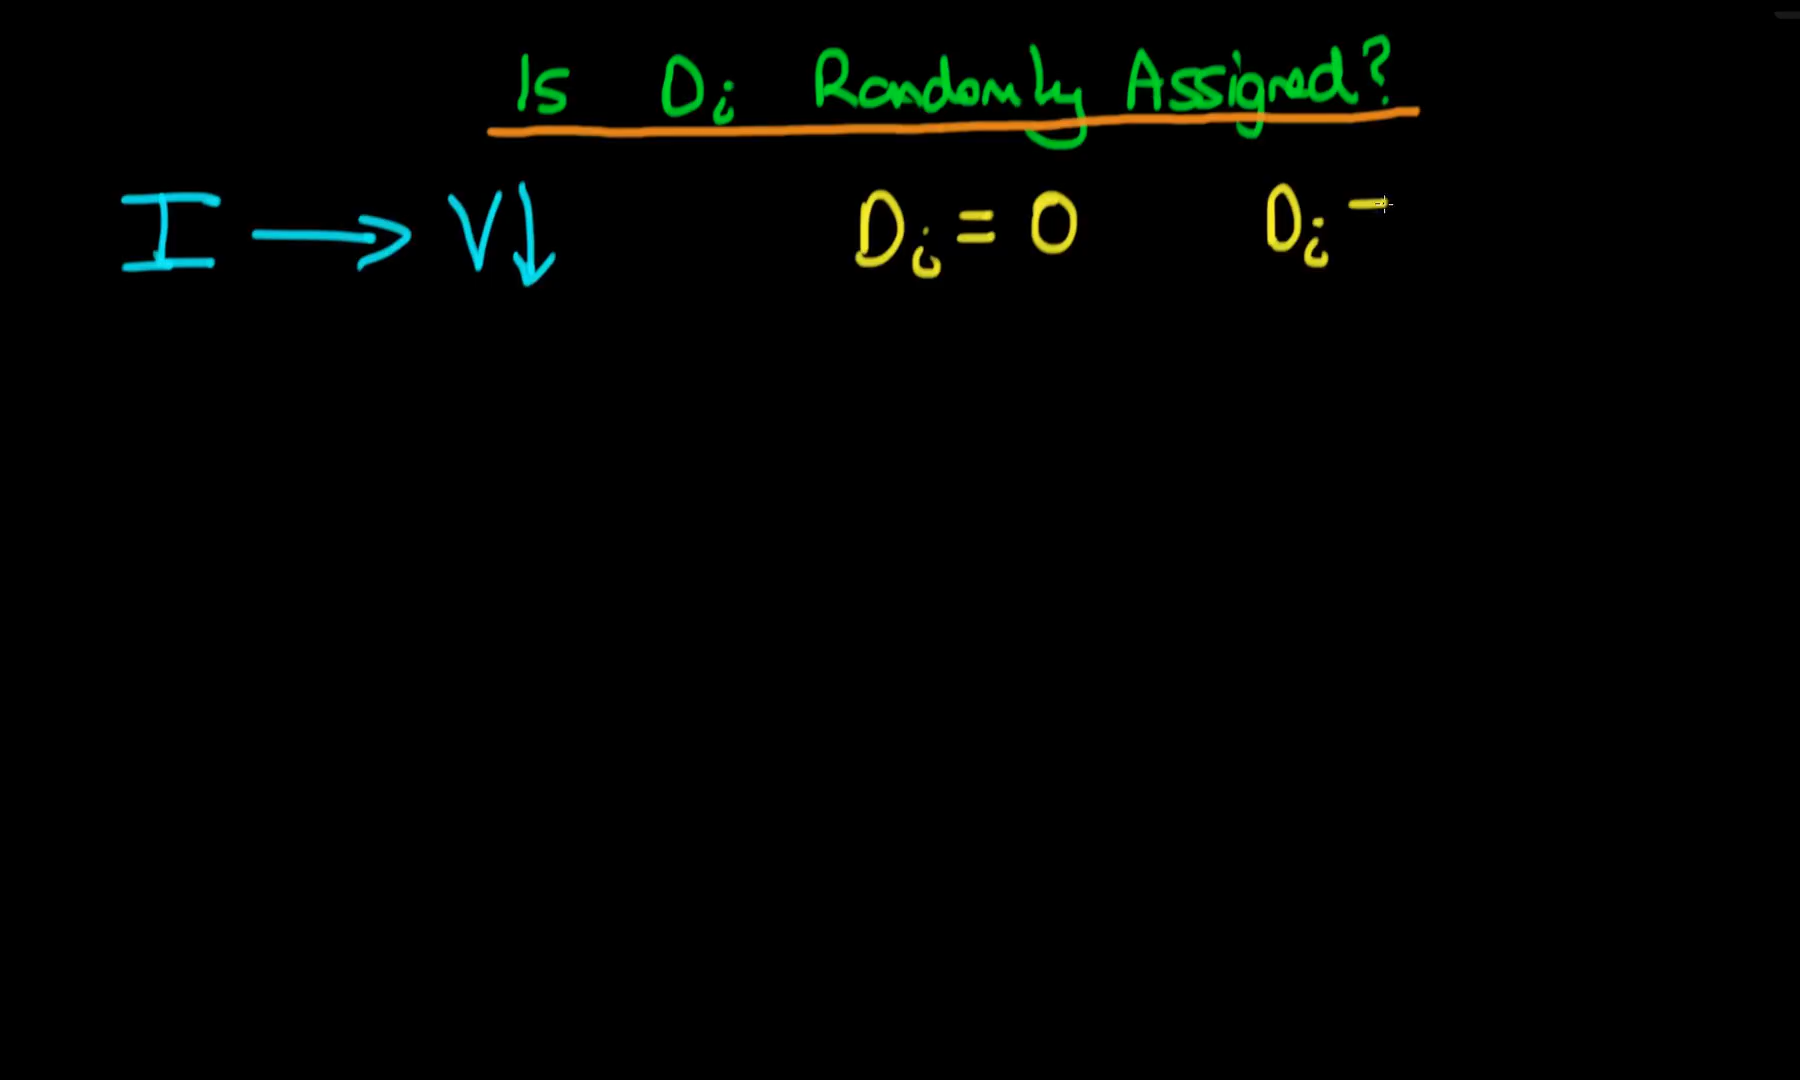 Is Di Randomly Assigned?
I → V↓ Di = 0 Di -